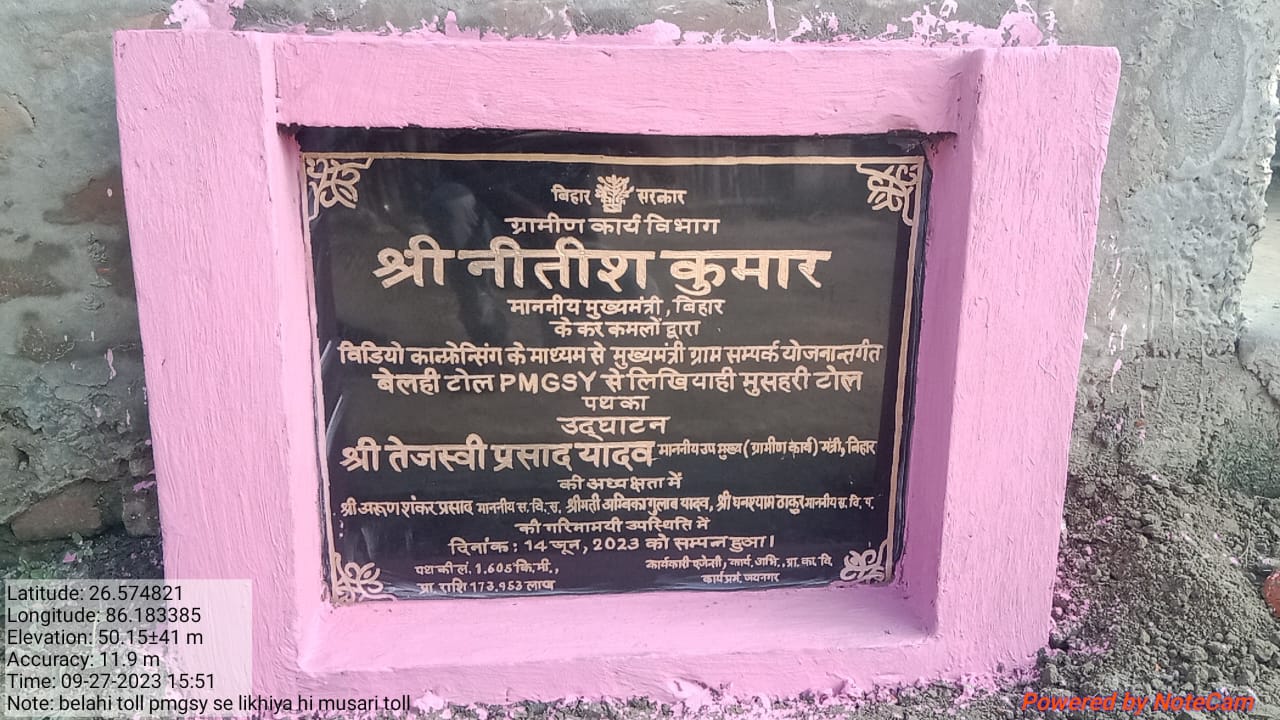 बिहार सरकार
ग्रामीण कार्य विभाग
श्री नीतीश कुमार
माननीय मुख्यमंत्री, बिहार
के कर कमलों द्वारा
विडियो कान्फ्रेन्सिंग के माध्यम से मुख्यमंत्री ग्राम सम्पर्क योजनान्तर्गत
बेलही टोल PMGSY से लिखियाही मुसहरी टोल
पथ का
उद्घाटन
श्री तेजस्वी प्रसाद यादव माननीय उप मुख्य (ग्रामीण कार्य) मंत्री, बिहार
की अध्यक्षता में
श्री अरूण शंकर प्रसाद माननीय स. वि. स. श्रीमती अम्बिका गुलाब यादव, श्री घनश्याम ठाकुर माननीय स. वि. प.
की गरिमामयी उपस्थिति में
दिनांक : 14 जून, 2023 को सम्पन्न हुआ।
पथ की लं. 1.605 कि.मी.,
प्रा. राशि 173.953 लाख
कार्यकारी एजेन्सी, कार्य. अभि., ग्रा. का. वि.
कार्य प्रमं. जयनगर
Latitude: 26.574821
Longitude: 86.183385
Elevation: 50.15±41 m
Accuracy: 11.9 m
Time: 09-27-2023 15:51
Note: belahi toll pmgsy se likhiya hi musari toll
Powered by NoteCam